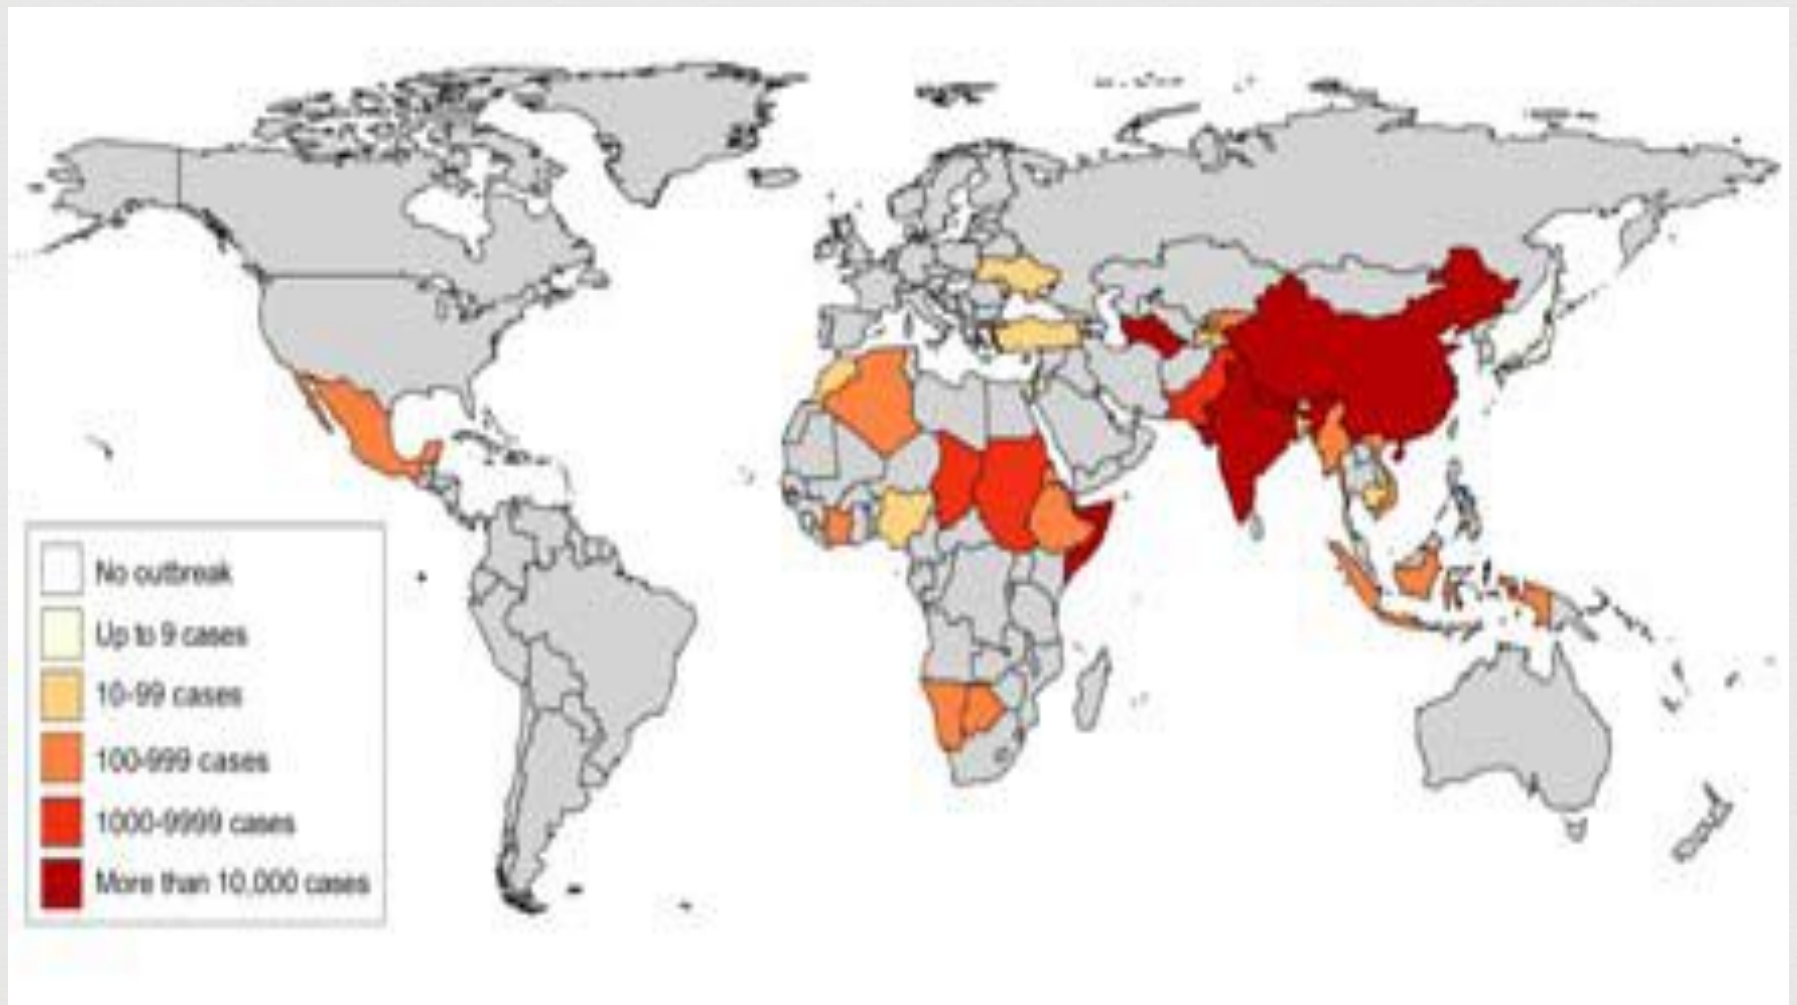 No outbreak
Up to 9 cases
10-99 cases
100-999 cases
1000-9999 cases
More than 10,000 cases